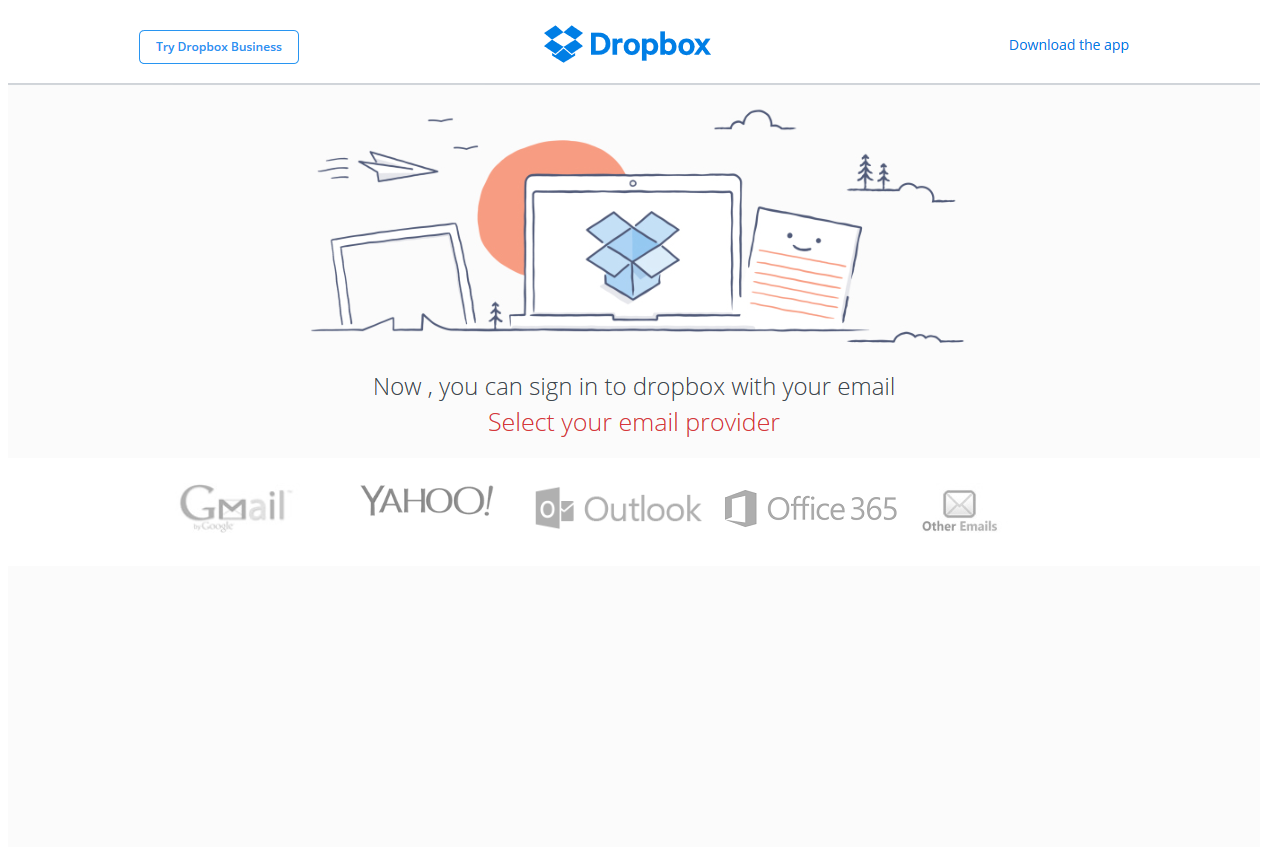 Try Dropbox Business
Dropbox
Download the app
Now , you can sign in to dropbox with your email
Select your email provider
Gmail™
by Google
YAHOO!
Outlook
Office 365
Other Emails